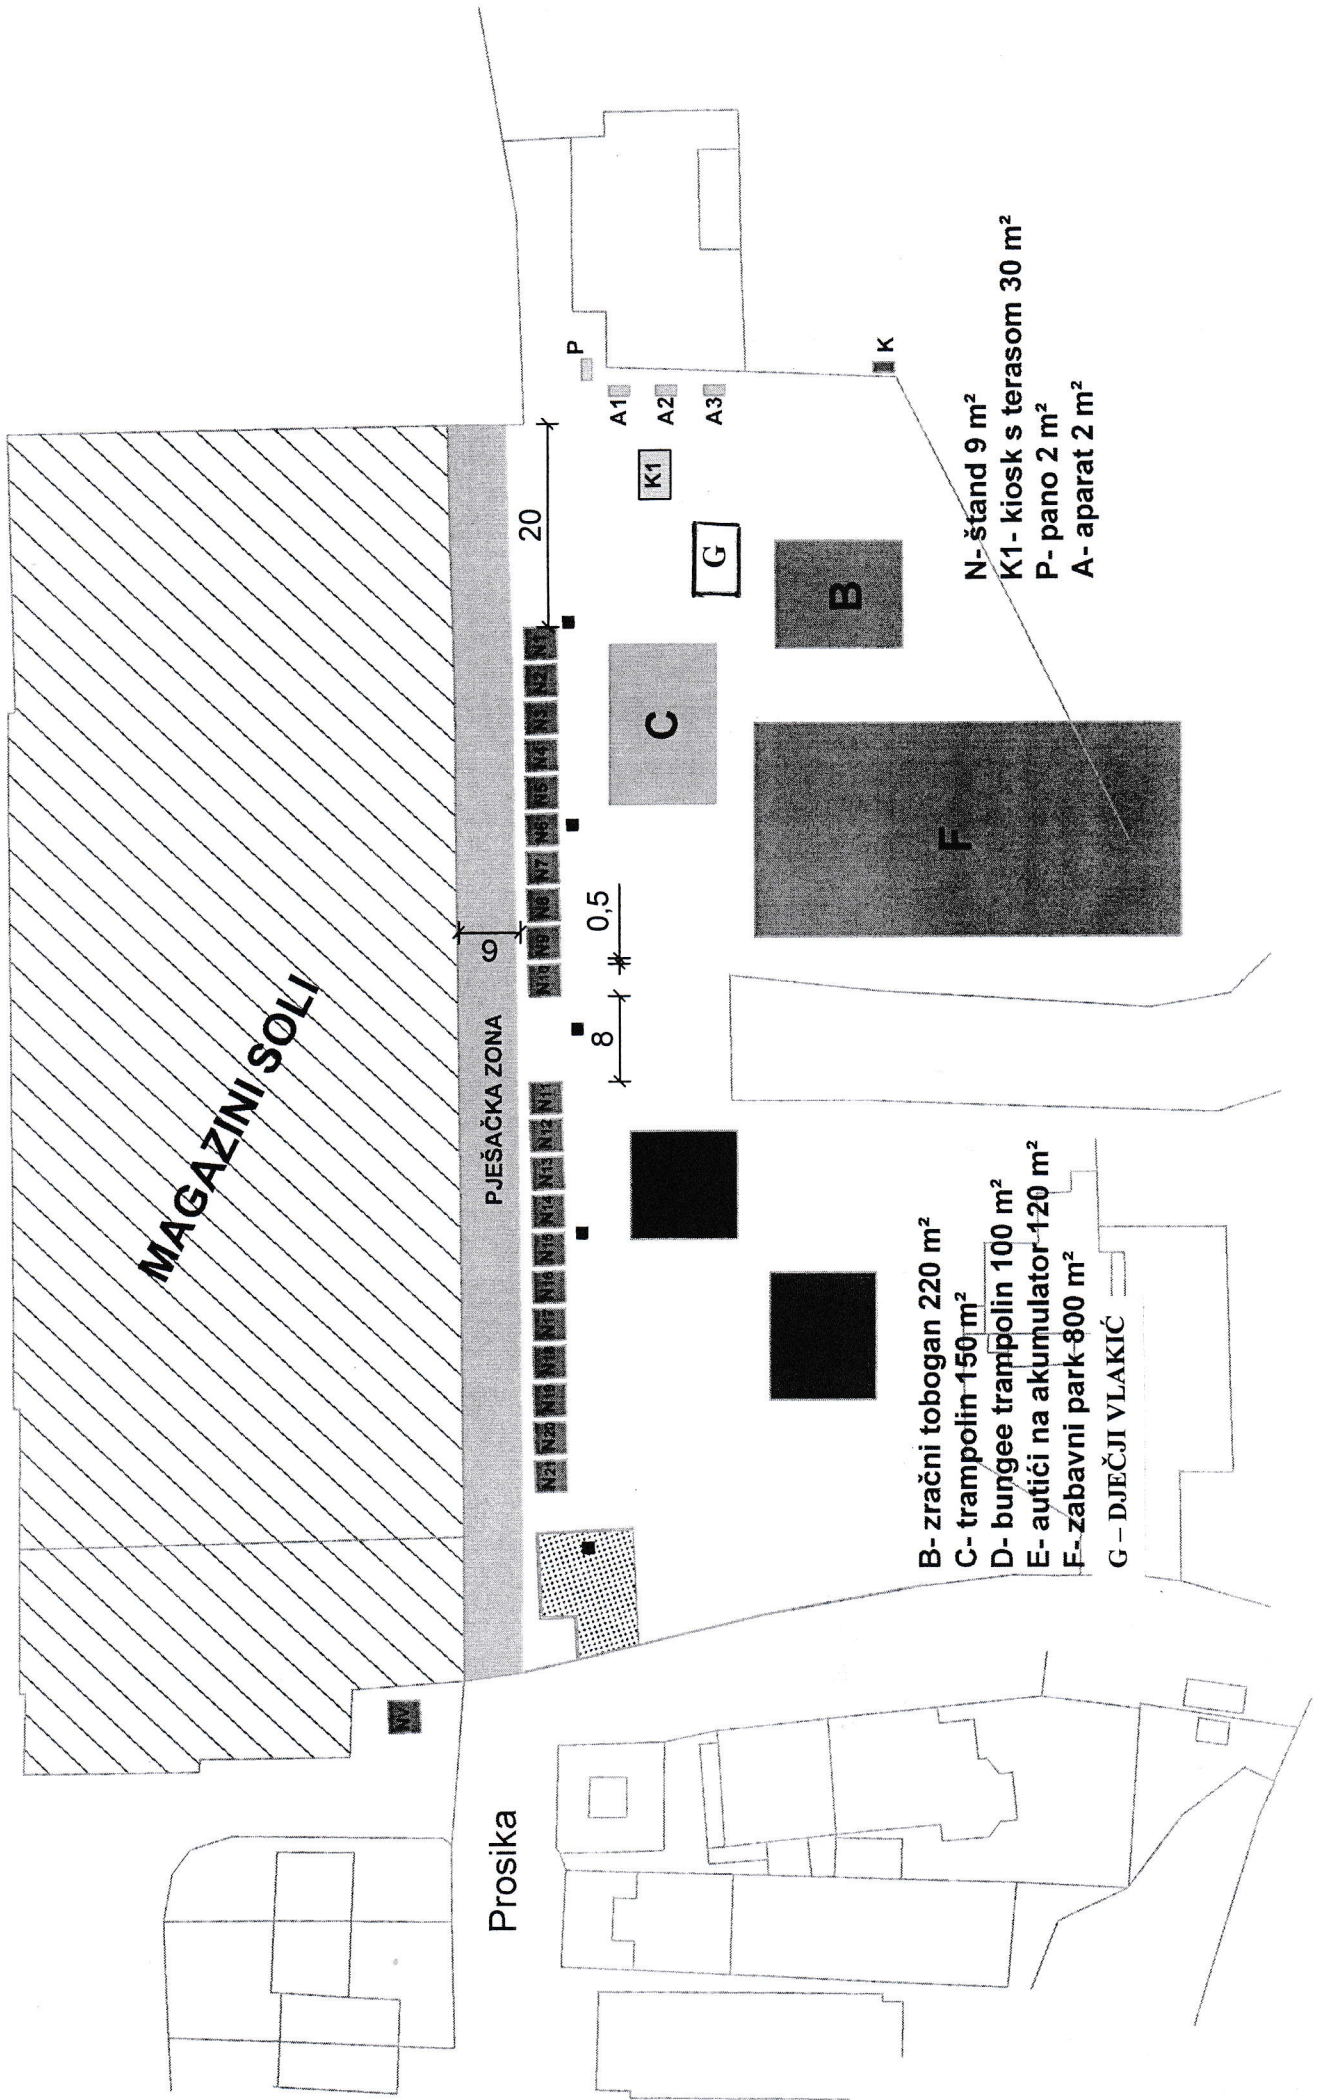 MAGAZINI SOLI
PJEŠAČKA ZONA
6
20
8
0,5
Prosika
NV
N21
N20
N19
N18
N17
N16
N15
N14
N13
N12
N11
N10
N9
N8
N7
N6
N5
N4
N3
N2
N1
P
A1
A2
A3
K1
K
G
C
B
F
N- štand 9 m²
K1- kiosk s terasom 30 m²
P- pano 2 m²
A- aparat 2 m²
B- zračni tobogan 220 m²
C- trampolin 150 m²
D- bungee trampolin 100 m²
E- autići na akumulator 120 m²
F- zabavni park 800 m²
G – DJEČJI VLAKIĆ